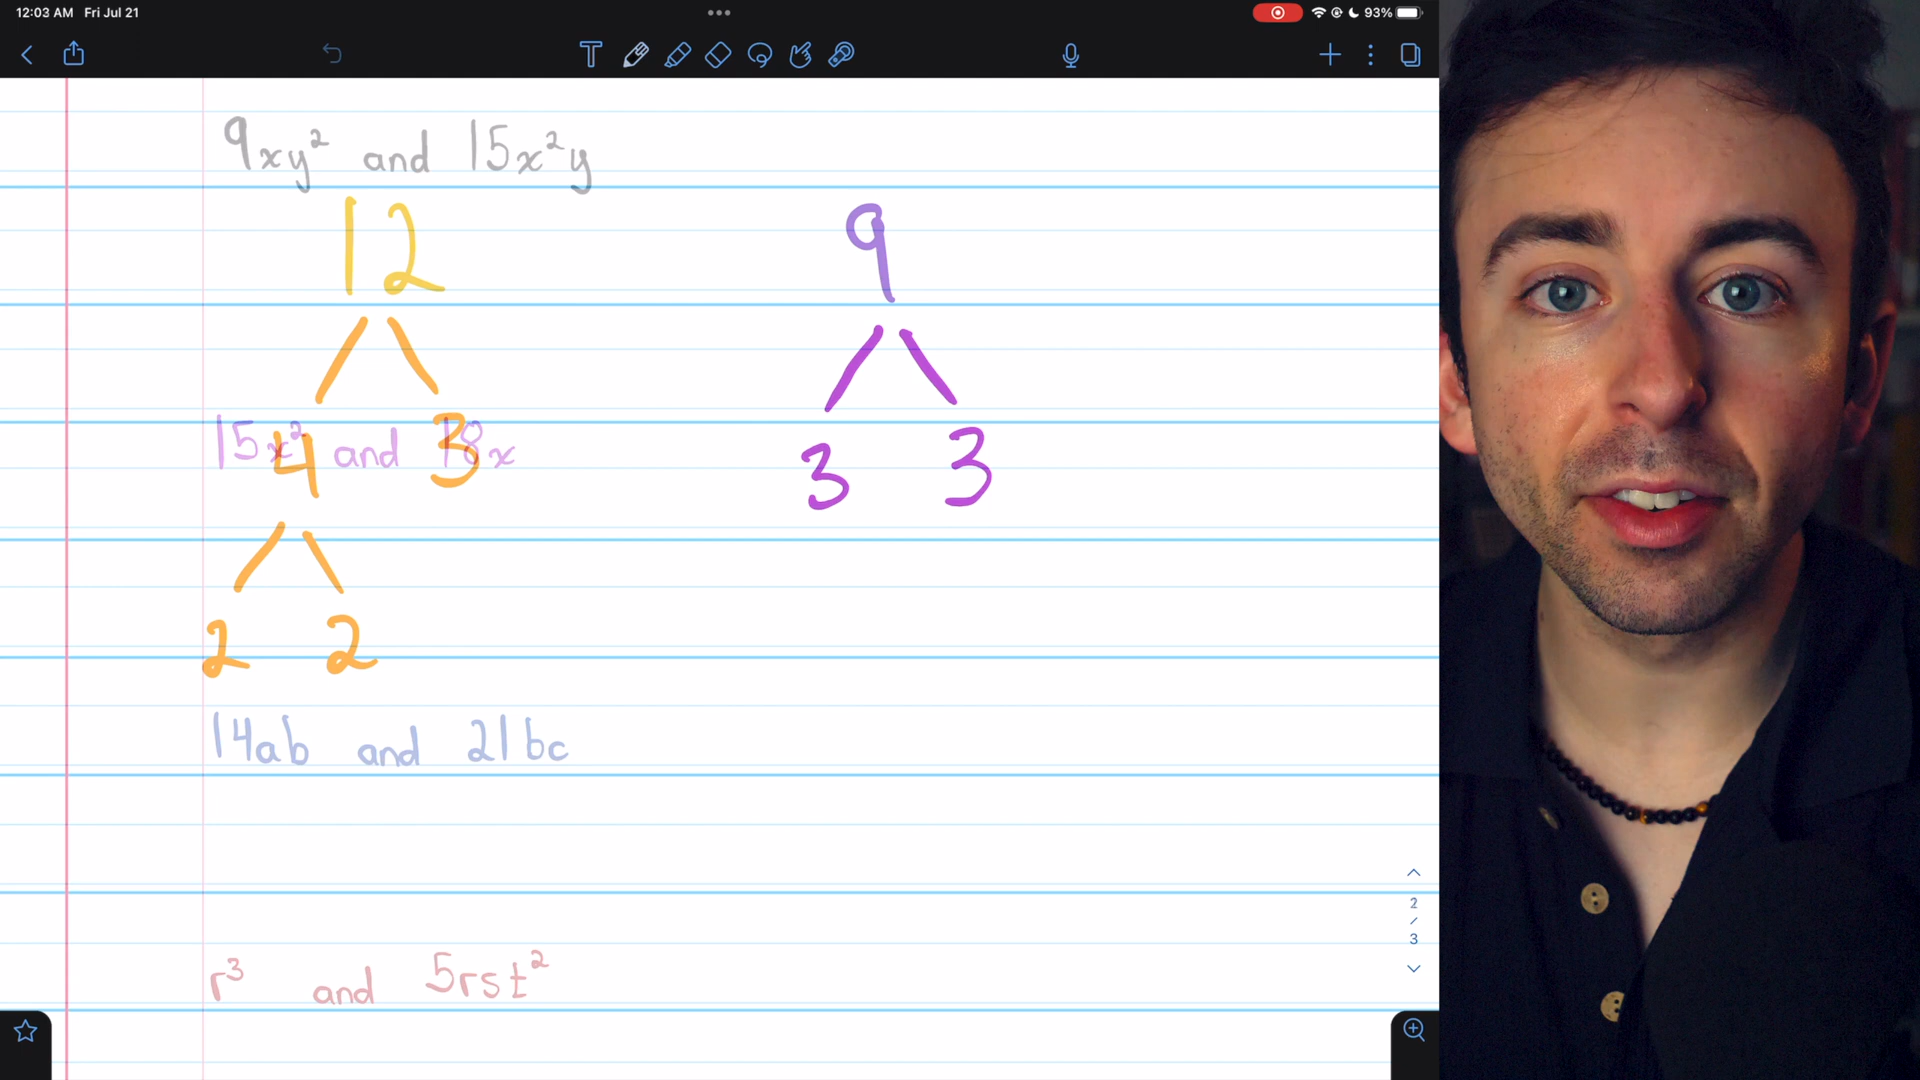 12:03 AM Fri Jul 21
93%
9xy² and 15x²y
12 9
15x² and 18x
4 3 3 3
2 2
14ab and 21bc
2
/
3
r³ and 5rst²